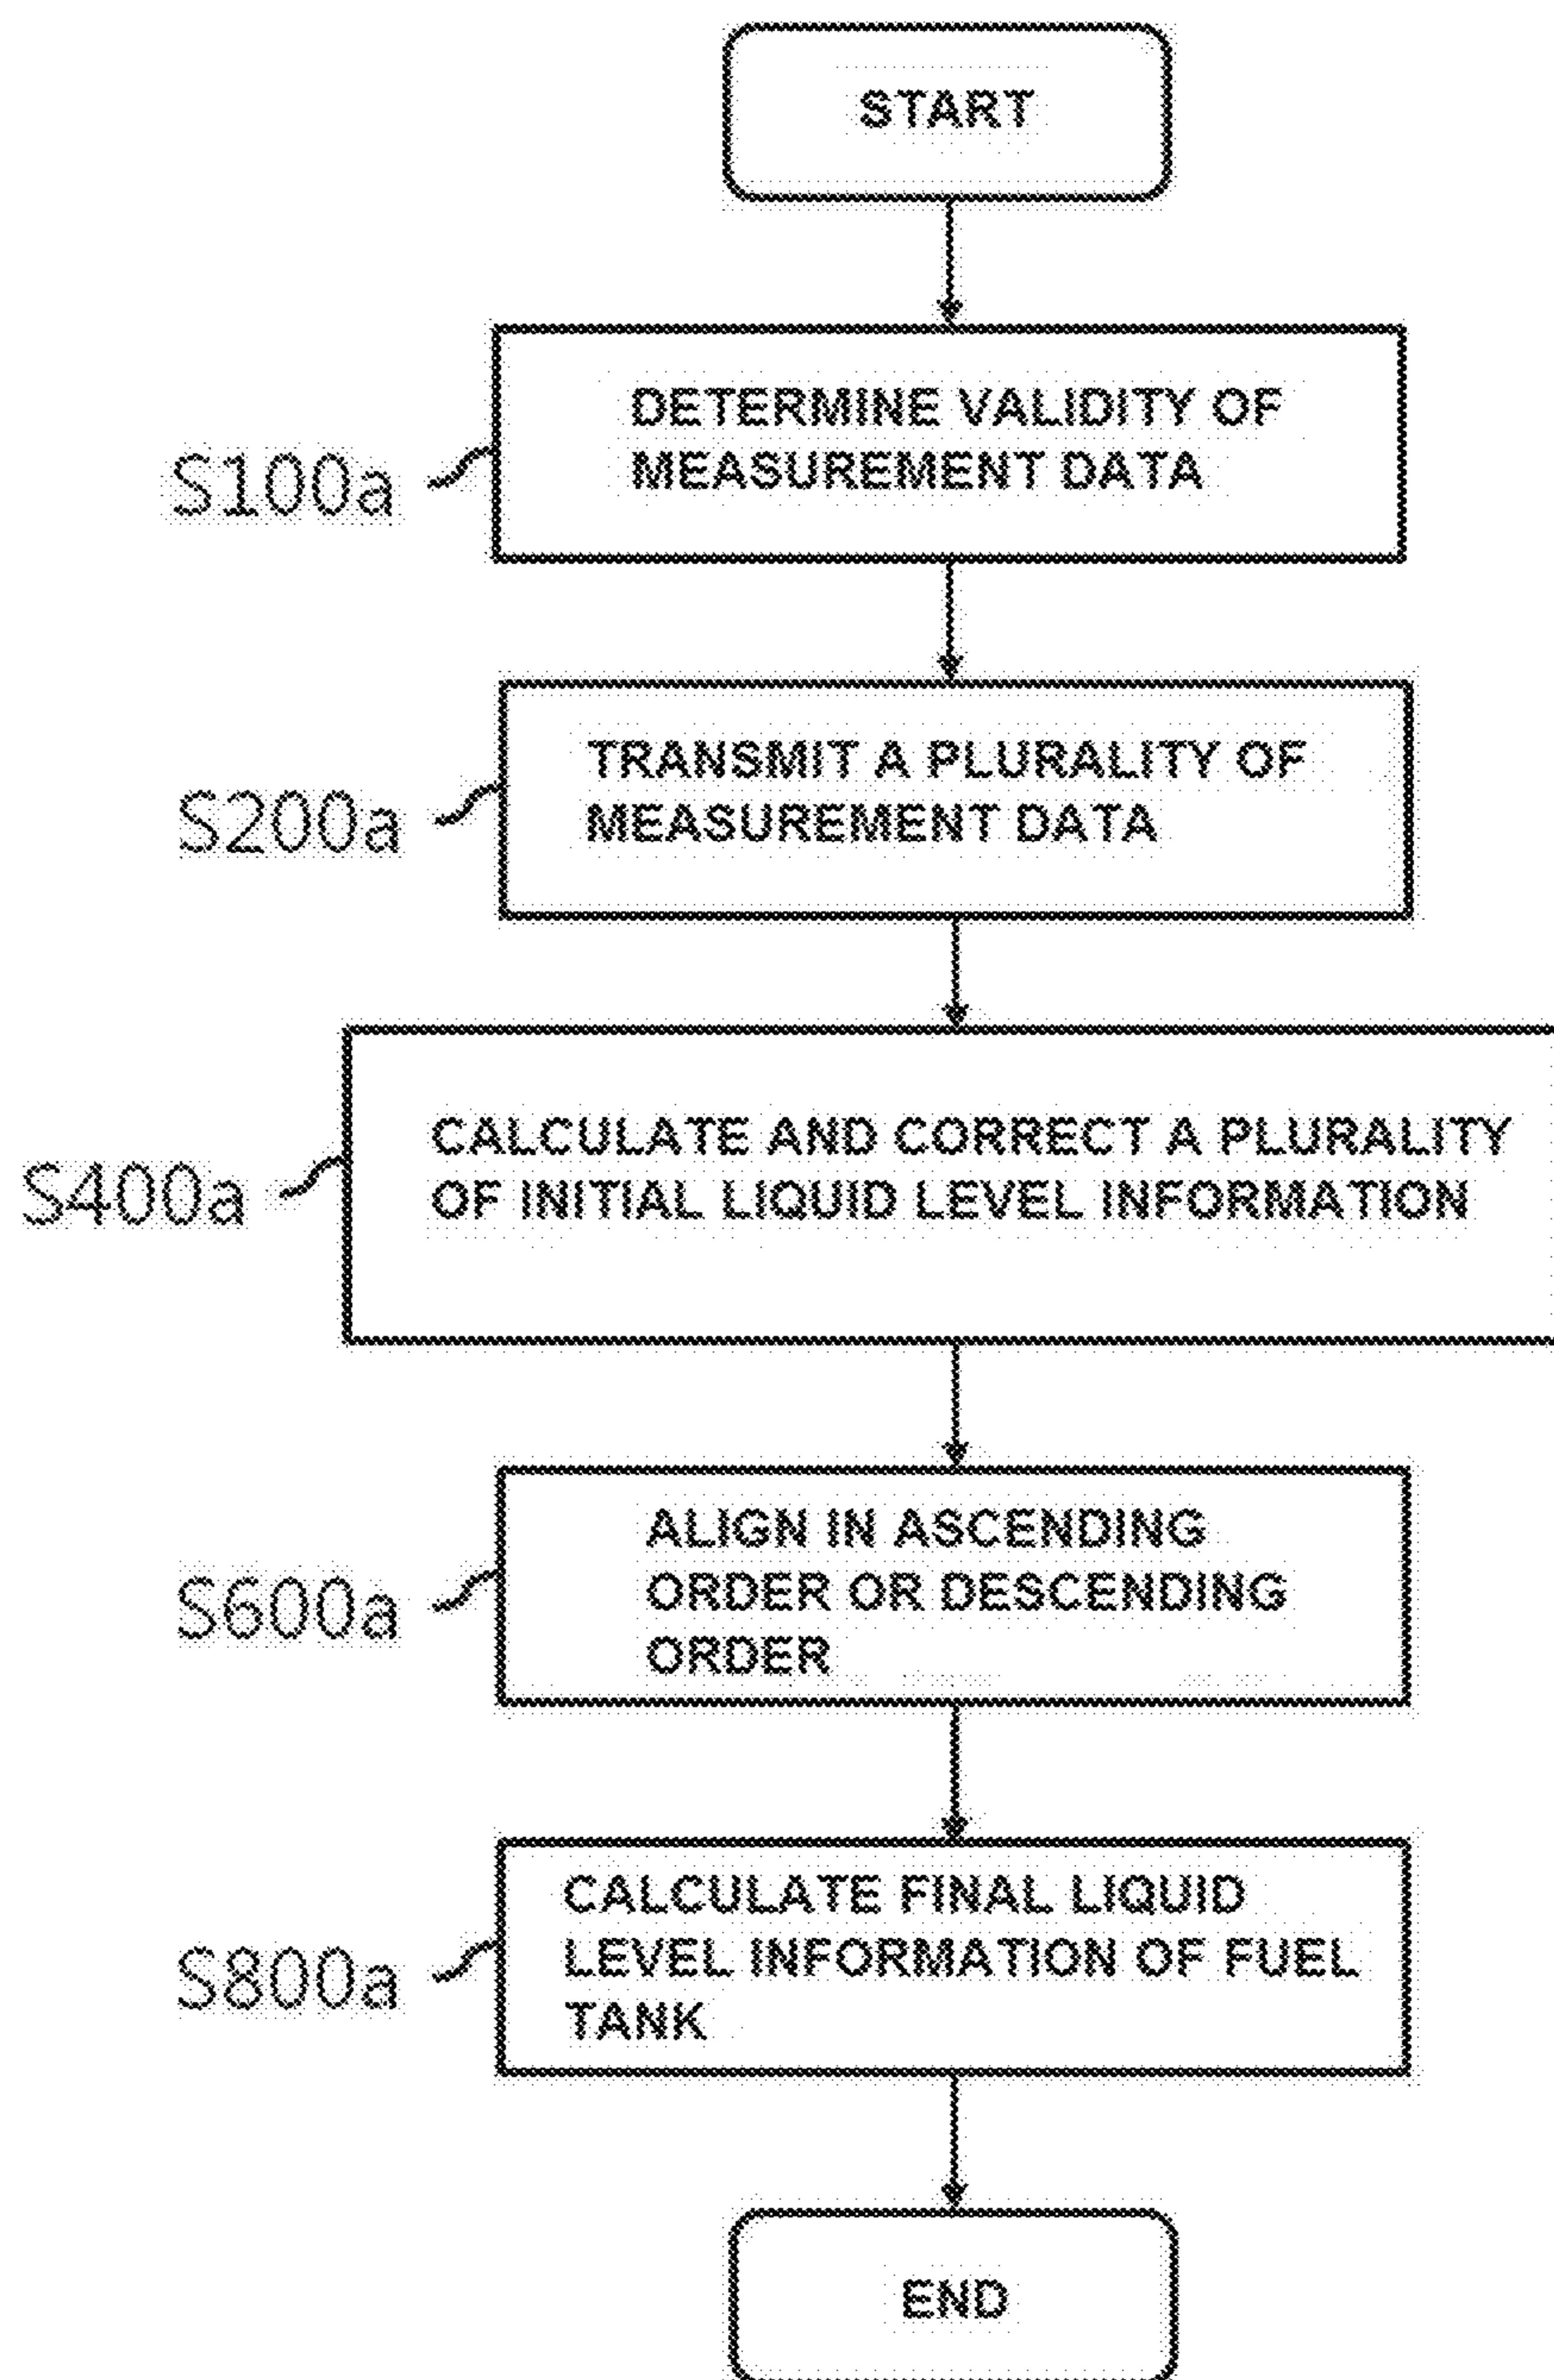 START
DETERMINE VALIDITY OF
MEASUREMENT DATA
S100a
TRANSMIT A PLURALITY OF
MEASUREMENT DATA
S200a
CALCULATE AND CORRECT A PLURALITY
OF INITIAL LIQUID LEVEL INFORMATION
S400a
ALIGN IN ASCENDING
ORDER OR DESCENDING
ORDER
S600a
CALCULATE FINAL LIQUID
LEVEL INFORMATION OF FUEL
TANK
S800a
END